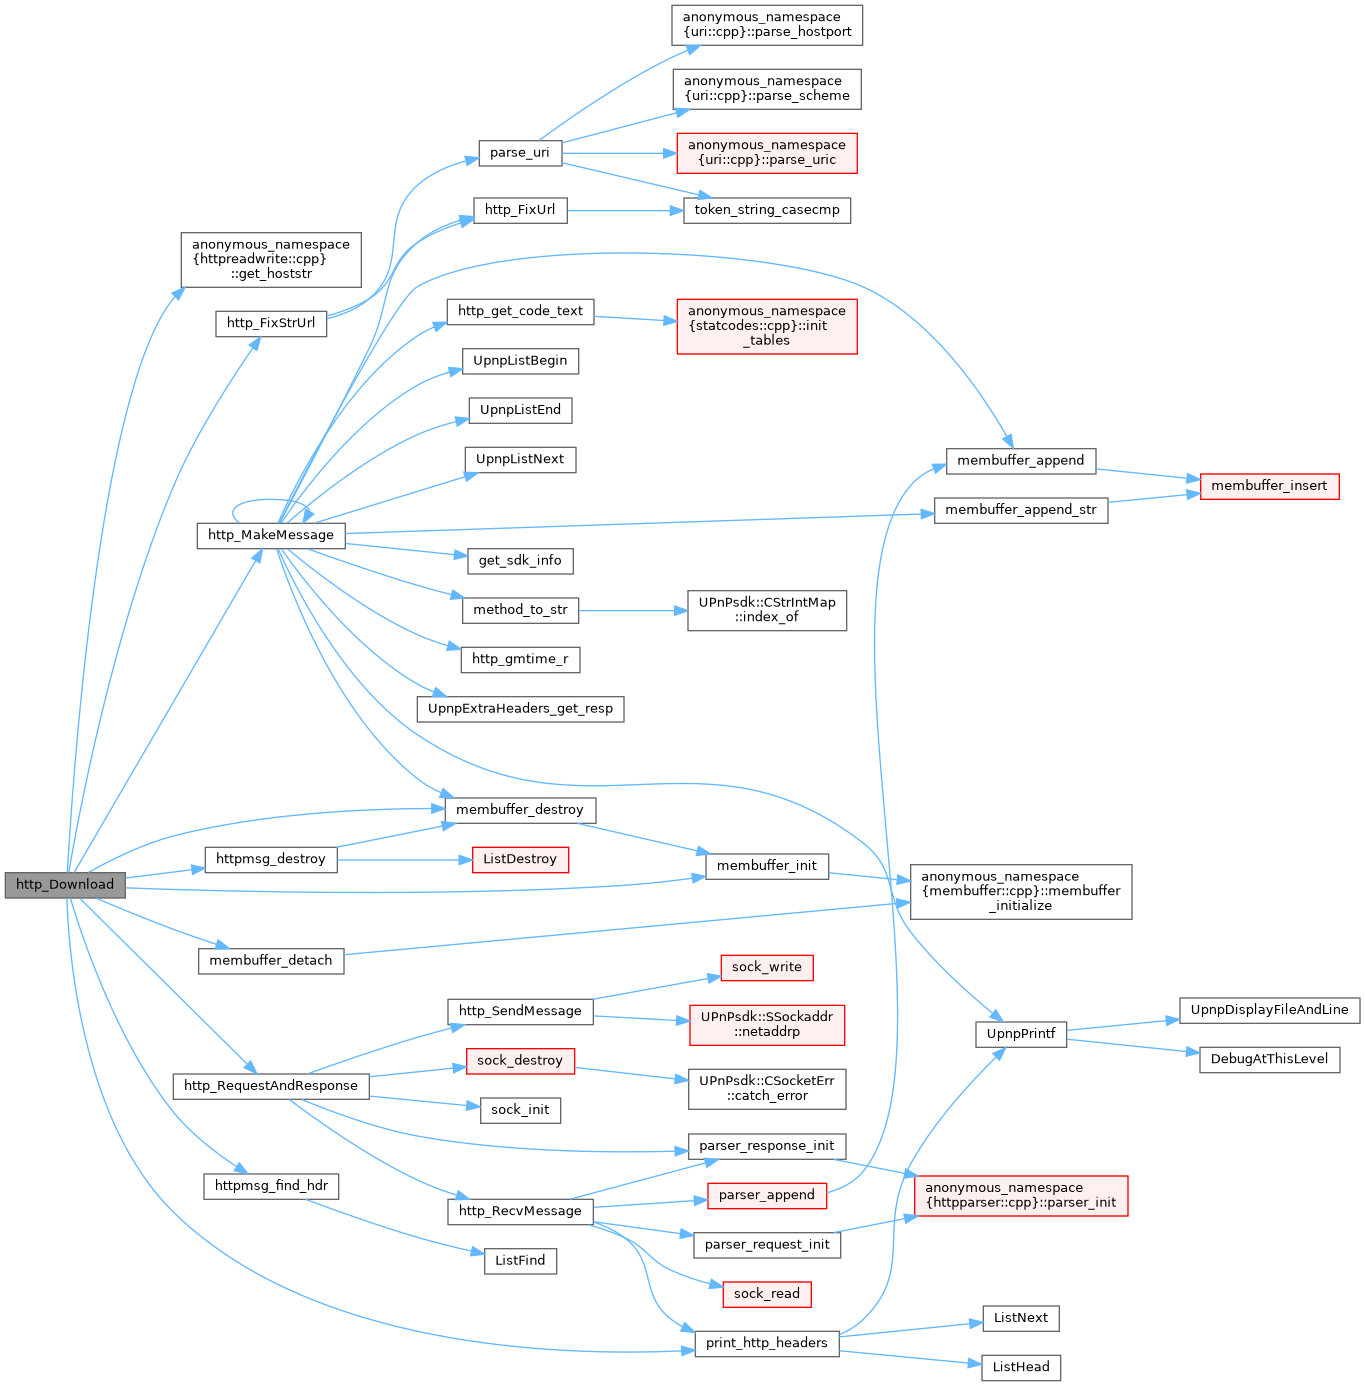 anonymous_namespace
{uri::cpp}::parse_hostport
anonymous_namespace
{uri::cpp}::parse_scheme
parse_uri
anonymous_namespace
{uri::cpp}::parse_uric
http_FixUrl
token_string_casecmp
anonymous_namespace
{httpreadwrite::cpp}
::get_hoststr
http_FixStrUrl
http_get_code_text
anonymous_namespace
{statcodes::cpp}::init
_tables
UpnpListBegin
UpnpListEnd
UpnpListNext
membuffer_append
membuffer_insert
membuffer_append_str
http_MakeMessage
get_sdk_info
method_to_str
UPnPsdk::CStrIntMap
::index_of
http_gmtime_r
UpnpExtraHeaders_get_resp
membuffer_destroy
httpmsg_destroy
ListDestroy
membuffer_init
http_Download
anonymous_namespace
{membuffer::cpp}::membuffer
_initialize
membuffer_detach
sock_write
http_SendMessage
UPnPsdk::SSockaddr
::netaddrp
UpnpPrintf
UpnpDisplayFileAndLine
DebugAtThisLevel
sock_destroy
http_RequestAndResponse
UPnPsdk::CSocketErr
::catch_error
sock_init
parser_response_init
httpmsg_find_hdr
parser_append
anonymous_namespace
{httpparser::cpp}::parser_init
http_RecvMessage
parser_request_init
ListFind
sock_read
print_http_headers
ListNext
ListHead